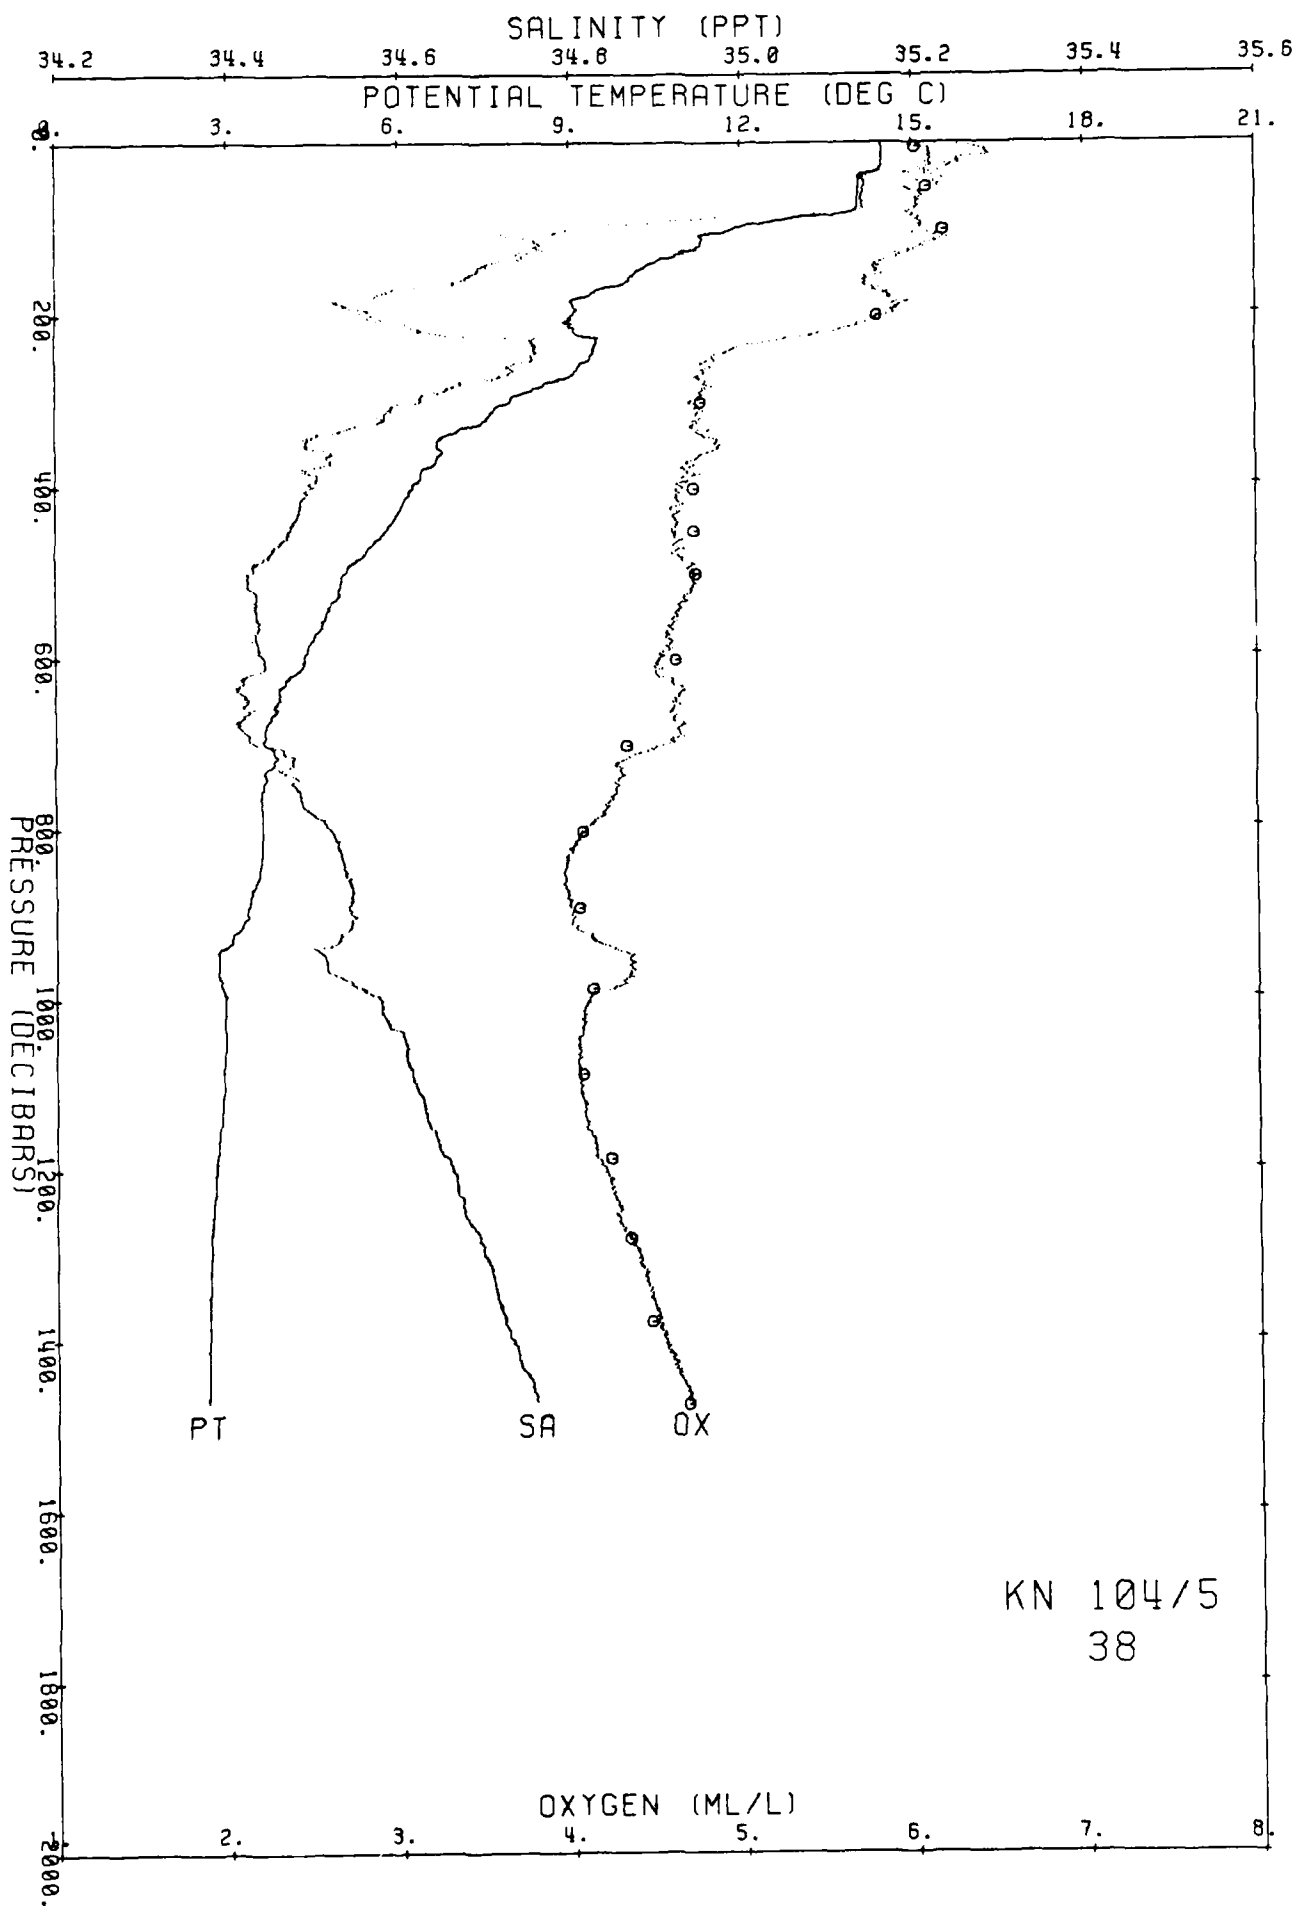 SALINITY (PPT)
34.2 34.4 34.6 34.8 35.0 35.2 35.4 35.6
POTENTIAL TEMPERATURE (DEG C)
0. 3. 6. 9. 12. 15. 18. 21.
0.
200.
400.
600.
800.
1000.
1200.
1400.
1600.
1800.
2000.
PRESSURE (DECIBARS)
PT SA OX
KN 104/5
38
OXYGEN (ML/L)
1. 2. 3. 4. 5. 6. 7. 8.